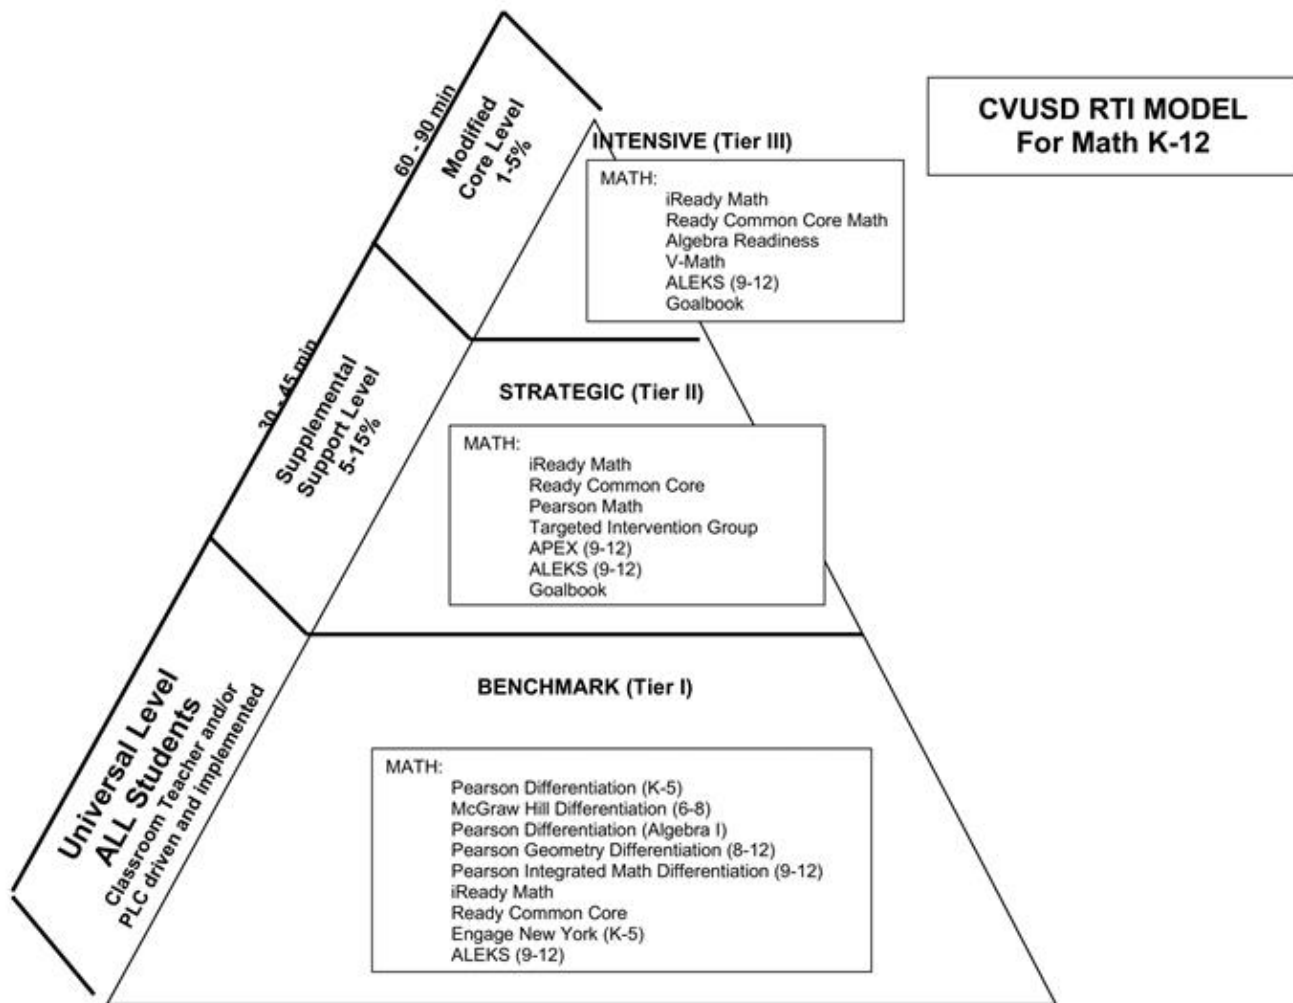 CVUSD RTI MODEL
For Math K-12
60 - 90 min
Modified
Core Level
1-5%
INTENSIVE (Tier III)
MATH:
iReady Math
Ready Common Core Math
Algebra Readiness
V-Math
ALEKS (9-12)
Goalbook
30 - 45 min
Supplemental
Support Level
5-15%
STRATEGIC (Tier II)
MATH:
iReady Math
Ready Common Core
Pearson Math
Targeted Intervention Group
APEX (9-12)
ALEKS (9-12)
Goalbook
Universal Level
ALL Students
Classroom Teacher and/or
PLC driven and implemented
BENCHMARK (Tier I)
MATH:
Pearson Differentiation (K-5)
McGraw Hill Differentiation (6-8)
Pearson Differentiation (Algebra I)
Pearson Geometry Differentiation (8-12)
Pearson Integrated Math Differentiation (9-12)
iReady Math
Ready Common Core
Engage New York (K-5)
ALEKS (9-12)